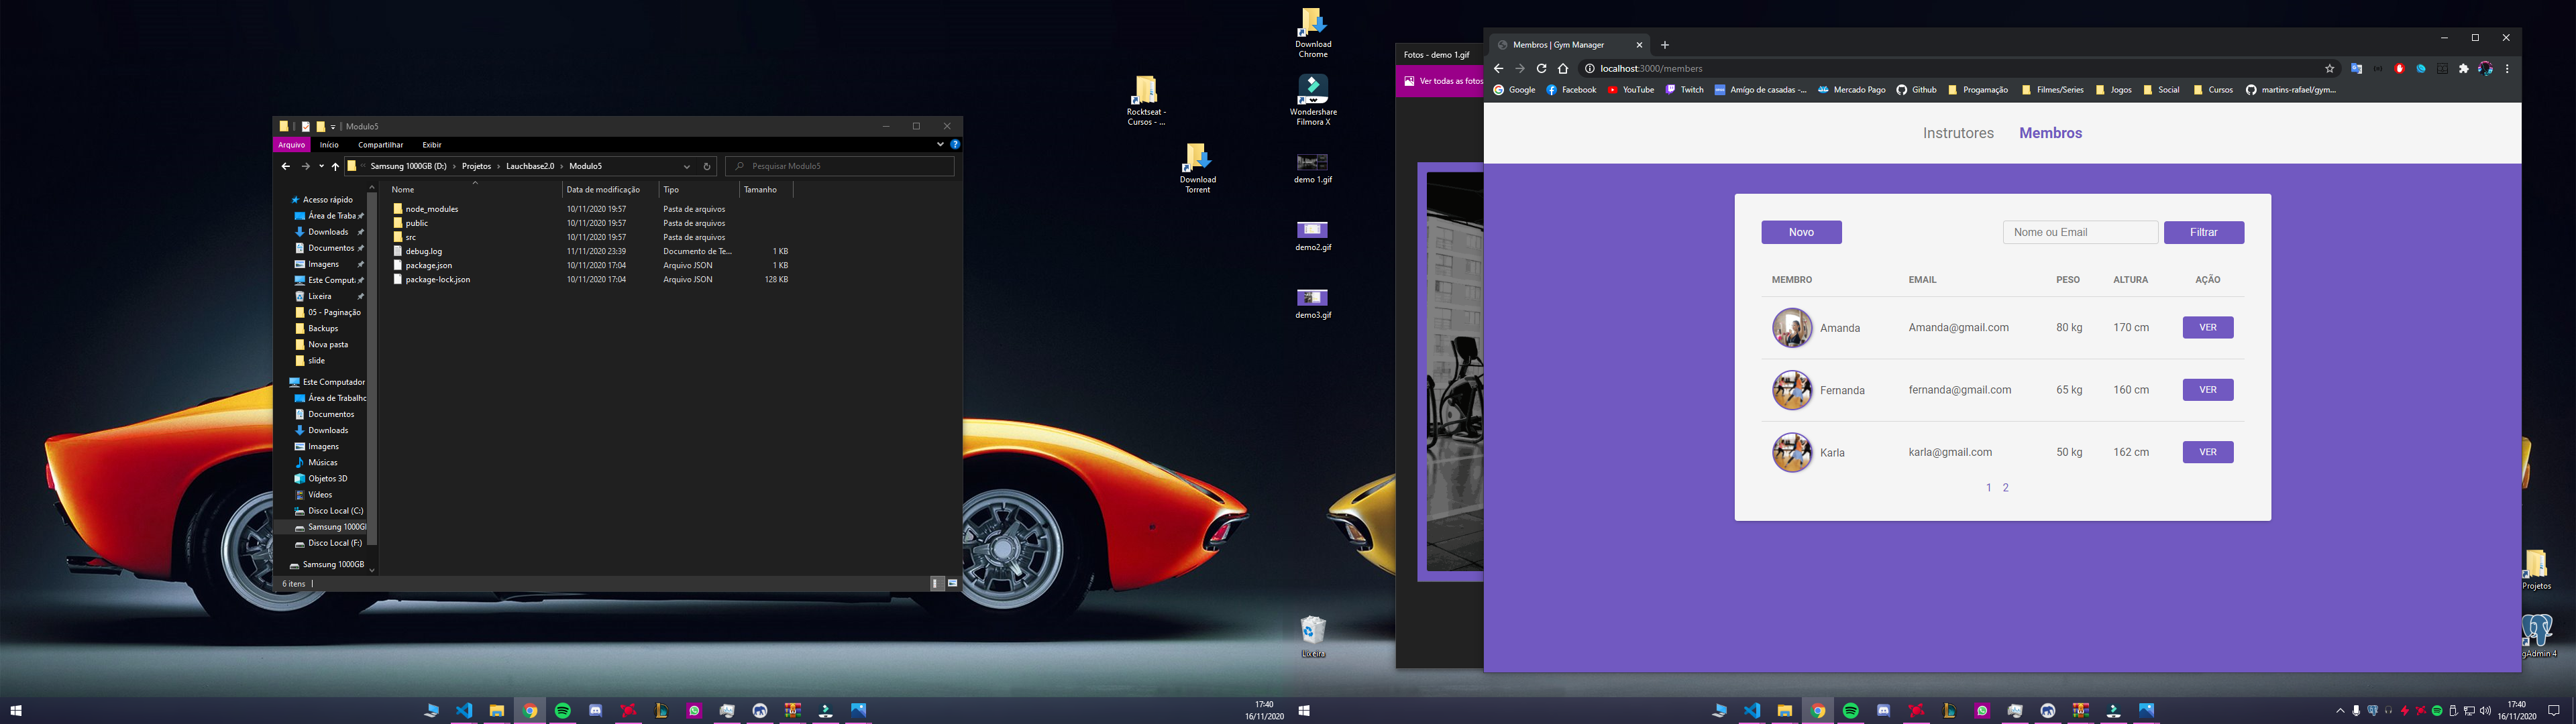 Modulo5
Arquivo
Início
Compartilhar
Exibir
Samsung 1000GB (D:) > Projetos > Lauchbase2.0 > Modulo5
Pesquisar Modulo5
Nome
Data de modificação
Tipo
Tamanho
Acesso rápido
Área de Traba
Downloads
Documentos
Imagens
Este Comput
Lixeira
05 - Paginação
Backups
Nova pasta
slide
Este Computador
Área de Trabalho
Documentos
Downloads
Imagens
Músicas
Objetos 3D
Vídeos
Disco Local (C:)
Samsung 1000G
Disco Local (F:)
Samsung 1000GB
node_modules 10/11/2020 19:57 Pasta de arquivos
public 10/11/2020 19:57 Pasta de arquivos
src 10/11/2020 19:57 Pasta de arquivos
debug.log 11/11/2020 23:39 Documento de Te... 1 KB
package.json 10/11/2020 17:04 Arquivo JSON 1 KB
package-lock.json 10/11/2020 17:04 Arquivo JSON 128 KB
6 itens
Rocktseat -
Cursos - ...
Download
Torrent
Download
Chrome
Wondershare
Filmora X
demo 1.gif
demo2.gif
demo3.gif
Lixeira
Fotos - demo 1.gif
Ver todas as fotos
Membros | Gym Manager
localhost:3000/members
Google
Facebook
YouTube
Twitch
Amígo de casadas -...
Mercado Pago
Github
Progamação
Filmes/Series
Jogos
Social
Cursos
martins-rafael/gym...
Instrutores
Membros
Novo
Nome ou Email
Filtrar
MEMBRO EMAIL PESO ALTURA AÇÃO
Amanda Amanda@gmail.com 80 kg 170 cm VER
Fernanda fernanda@gmail.com 65 kg 160 cm VER
Karla karla@gmail.com 50 kg 162 cm VER
1 2
Projetos
gAdmin 4
17:40
16/11/2020
17:40
16/11/2020